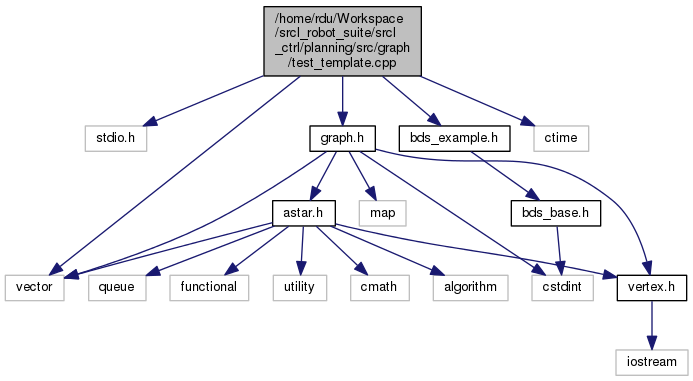 /home/rdu/Workspace
/srcl_robot_suite/srcl
_ctrl/planning/src/graph
/test_template.cpp
stdio.h
graph.h
bds_example.h
ctime
astar.h
map
bds_base.h
vector
queue
functional
utility
cmath
algorithm
cstdint
vertex.h
iostream